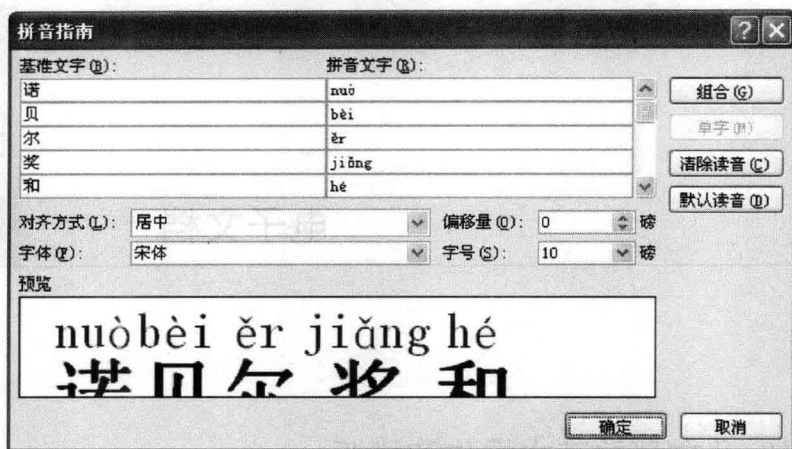 拼音指南
基准文字(B): 拼音文字(R):
诺 nuò
贝 bèi
尔 ěr
奖 jiǎng
和 hé
组合(G)
单字(M)
清除读音(C)
默认读音(D)
对齐方式(L): 居中 偏移量(O): 0 磅
字体(F): 宋体 字号(S): 10 磅
预览
nuòbèi ěr jiǎng hé
诺贝尔奖和
确定 取消